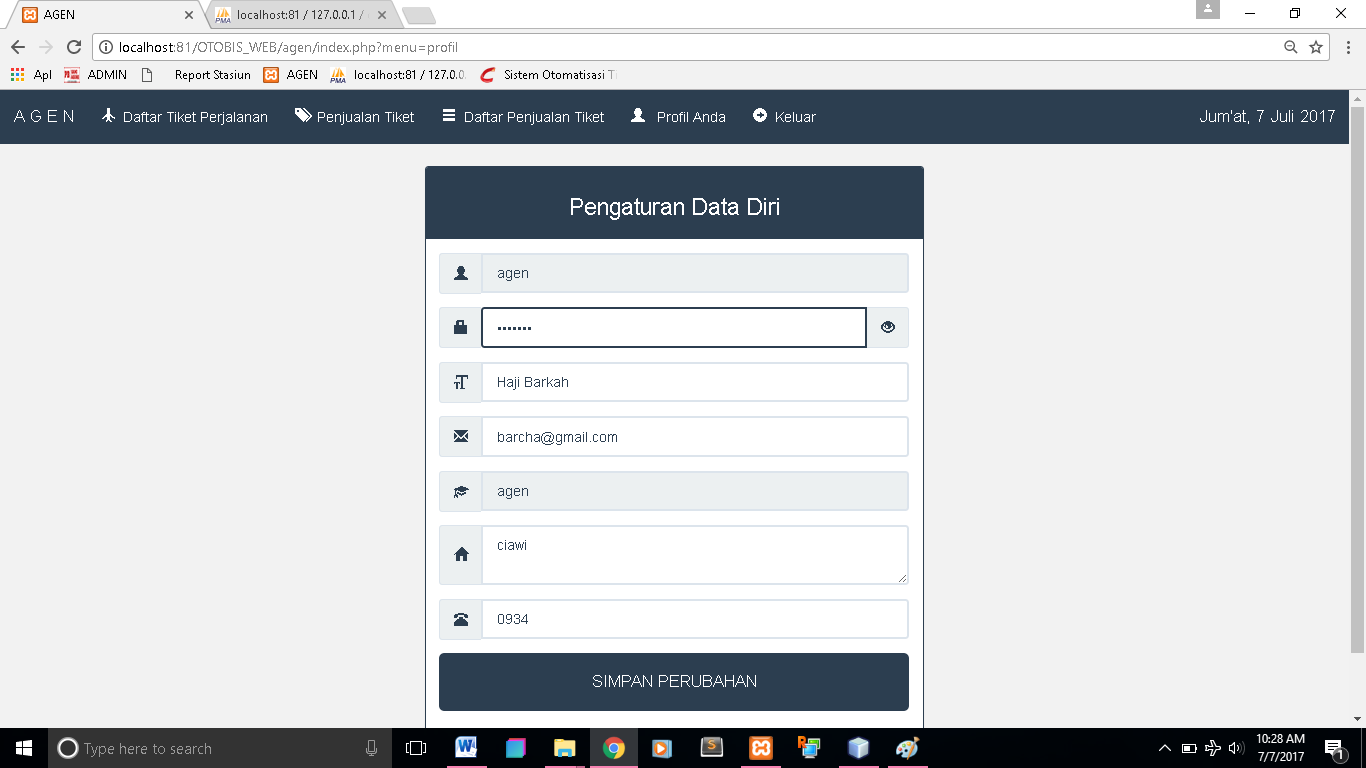 AGEN
localhost:81 / 127.0.0.1 /
localhost:81/OTOBIS_WEB/agen/index.php?menu=profil
Apl ADMIN Report Stasiun AGEN localhost:81 / 127.0.0. Sistem Otomatisasi Ti
A G E N Daftar Tiket Perjalanan Penjualan Tiket Daftar Penjualan Tiket Profil Anda Keluar Jum'at, 7 Juli 2017
Pengaturan Data Diri
agen
•••••••
Haji Barkah
barcha@gmail.com
agen
ciawi
0934
SIMPAN PERUBAHAN
Type here to search
10:28 AM
7/7/2017
1